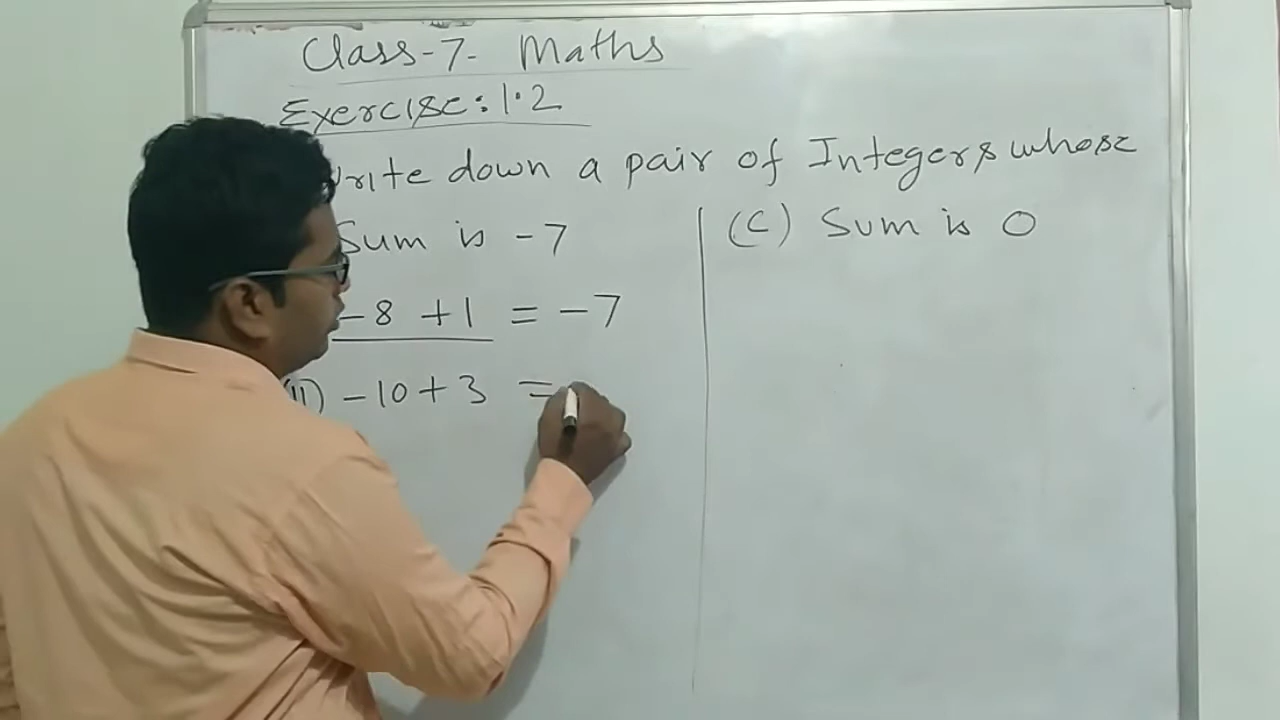 Class-7- Maths
Exercise: 1.2
write down a pair of Integers whose
Sum is -7
-8 +1 = -7
(II) -10+3 =
(C) Sum is 0